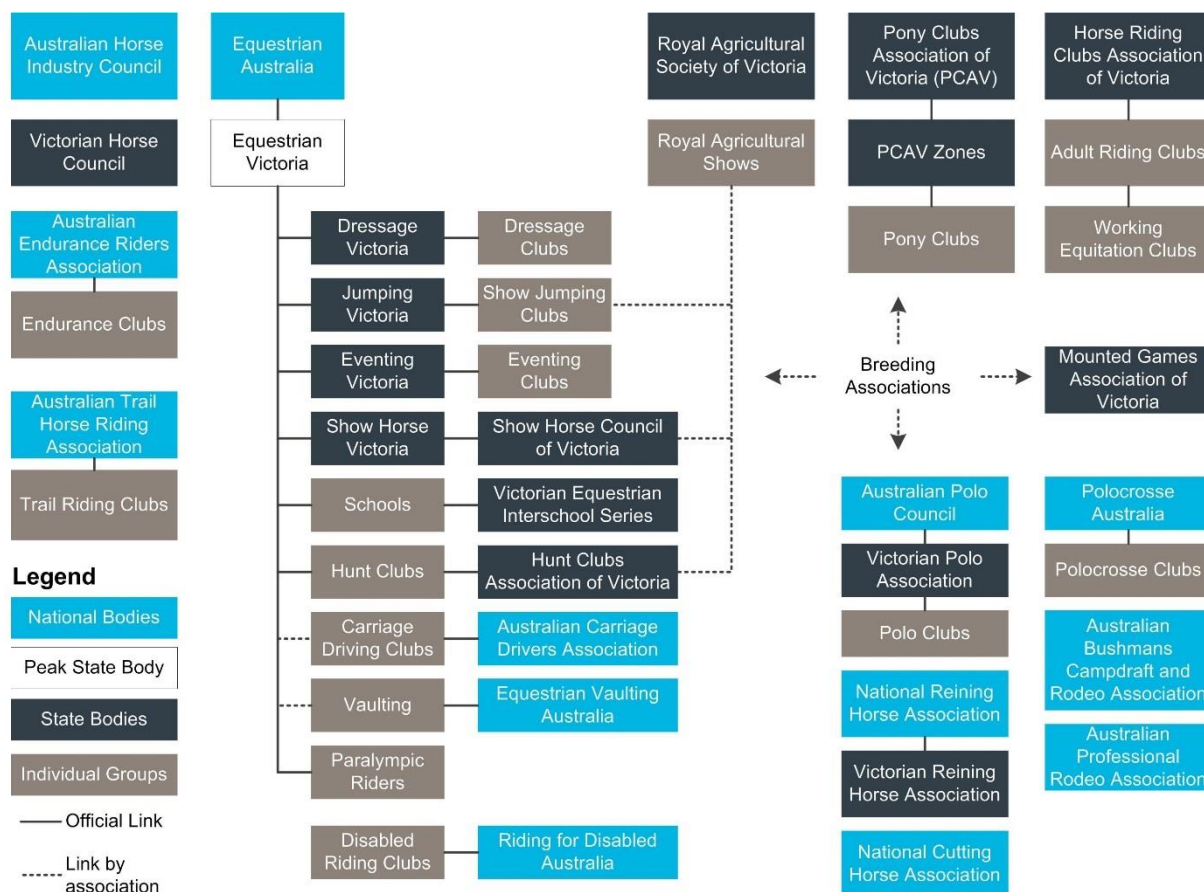 Australian Horse
Industry Council
Equestrian
Australia
Royal Agricultural
Society of Victoria
Pony Clubs
Association of
Victoria (PCAV)
Horse Riding
Clubs Association
of Victoria
Victorian Horse
Council
Equestrian
Victoria
Royal Agricultural
Shows
PCAV Zones
Adult Riding Clubs
Australian
Endurance Riders
Association
Dressage
Victoria
Dressage
Clubs
Pony Clubs
Working
Equitation Clubs
Endurance Clubs
Jumping
Victoria
Show Jumping
Clubs
Eventing
Victoria
Eventing
Clubs
Breeding
Associations
Mounted Games
Association of
Victoria
Australian Trail
Horse Riding
Association
Show Horse
Victoria
Show Horse Council
of Victoria
Trail Riding Clubs
Schools
Victorian Equestrian
Interschool Series
Australian Polo
Council
Polocrosse
Australia
Legend
Hunt Clubs
Hunt Clubs
Association of Victoria
Victorian Polo
Association
Polocrosse Clubs
National Bodies
Carriage
Driving Clubs
Australian Carriage
Drivers Association
Polo Clubs
Australian
Bushmans
Campdraft and
Rodeo Association
Peak State Body
Vaulting
Equestrian Vaulting
Australia
National Reining
Horse Association
State Bodies
Individual Groups
Paralympic
Riders
Victorian Reining
Horse Association
Australian
Professional
Rodeo Association
Official Link
Link by
association
Disabled
Riding Clubs
Riding for Disabled
Australia
National Cutting
Horse Association